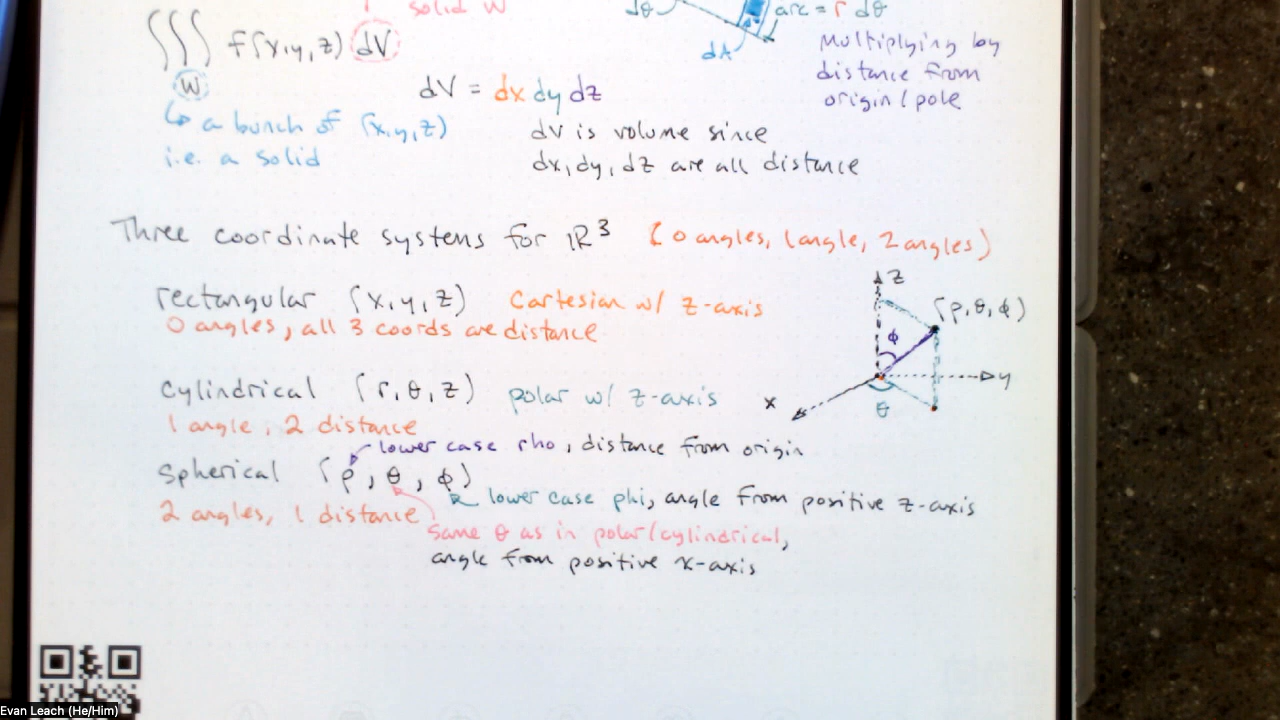 solid W
∭ f(x,y,z) dV
W
↳ a bunch of (x,y,z)
i.e. a solid
dV = dx dy dz
dV is volume since
dx, dy, dz are all distance
dθ
arc = r dθ
dA
Multiplying by
distance from
origin/pole
Three coordinate systems for ℝ³ (0 angles, 1 angle, 2 angles)
rectangular (x,y,z) Cartesian w/ z-axis
0 angles, all 3 coords are distance
cylindrical (r,θ,z) polar w/ z-axis
1 angle, 2 distance
lower case rho, distance from origin
spherical (ρ,θ,ϕ)
lower case phi, angle from positive z-axis
2 angles, 1 distance
same θ as in polar/cylindrical,
angle from positive x-axis
z
(ρ,θ,ϕ)
ϕ
y
x
θ
Evan Leach (He/Him)